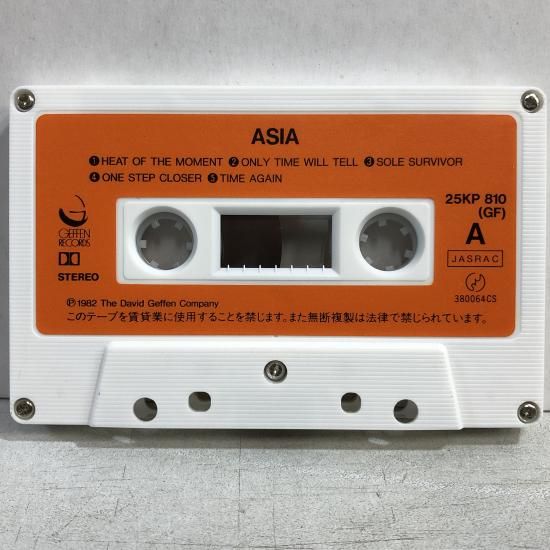 ASIA
❶HEAT OF THE MOMENT ❷ONLY TIME WILL TELL ❸SOLE SURVIVOR
❹ONE STEP CLOSER ❺TIME AGAIN
25KP 810
(GF)
GEFFEN
RECORDS
A
STEREO
JASRAC
380064CS
Ⓟ1982 The David Geffen Company
このテープを賃貸業に使用することを禁じます。また無断複製は法律で禁じられています。